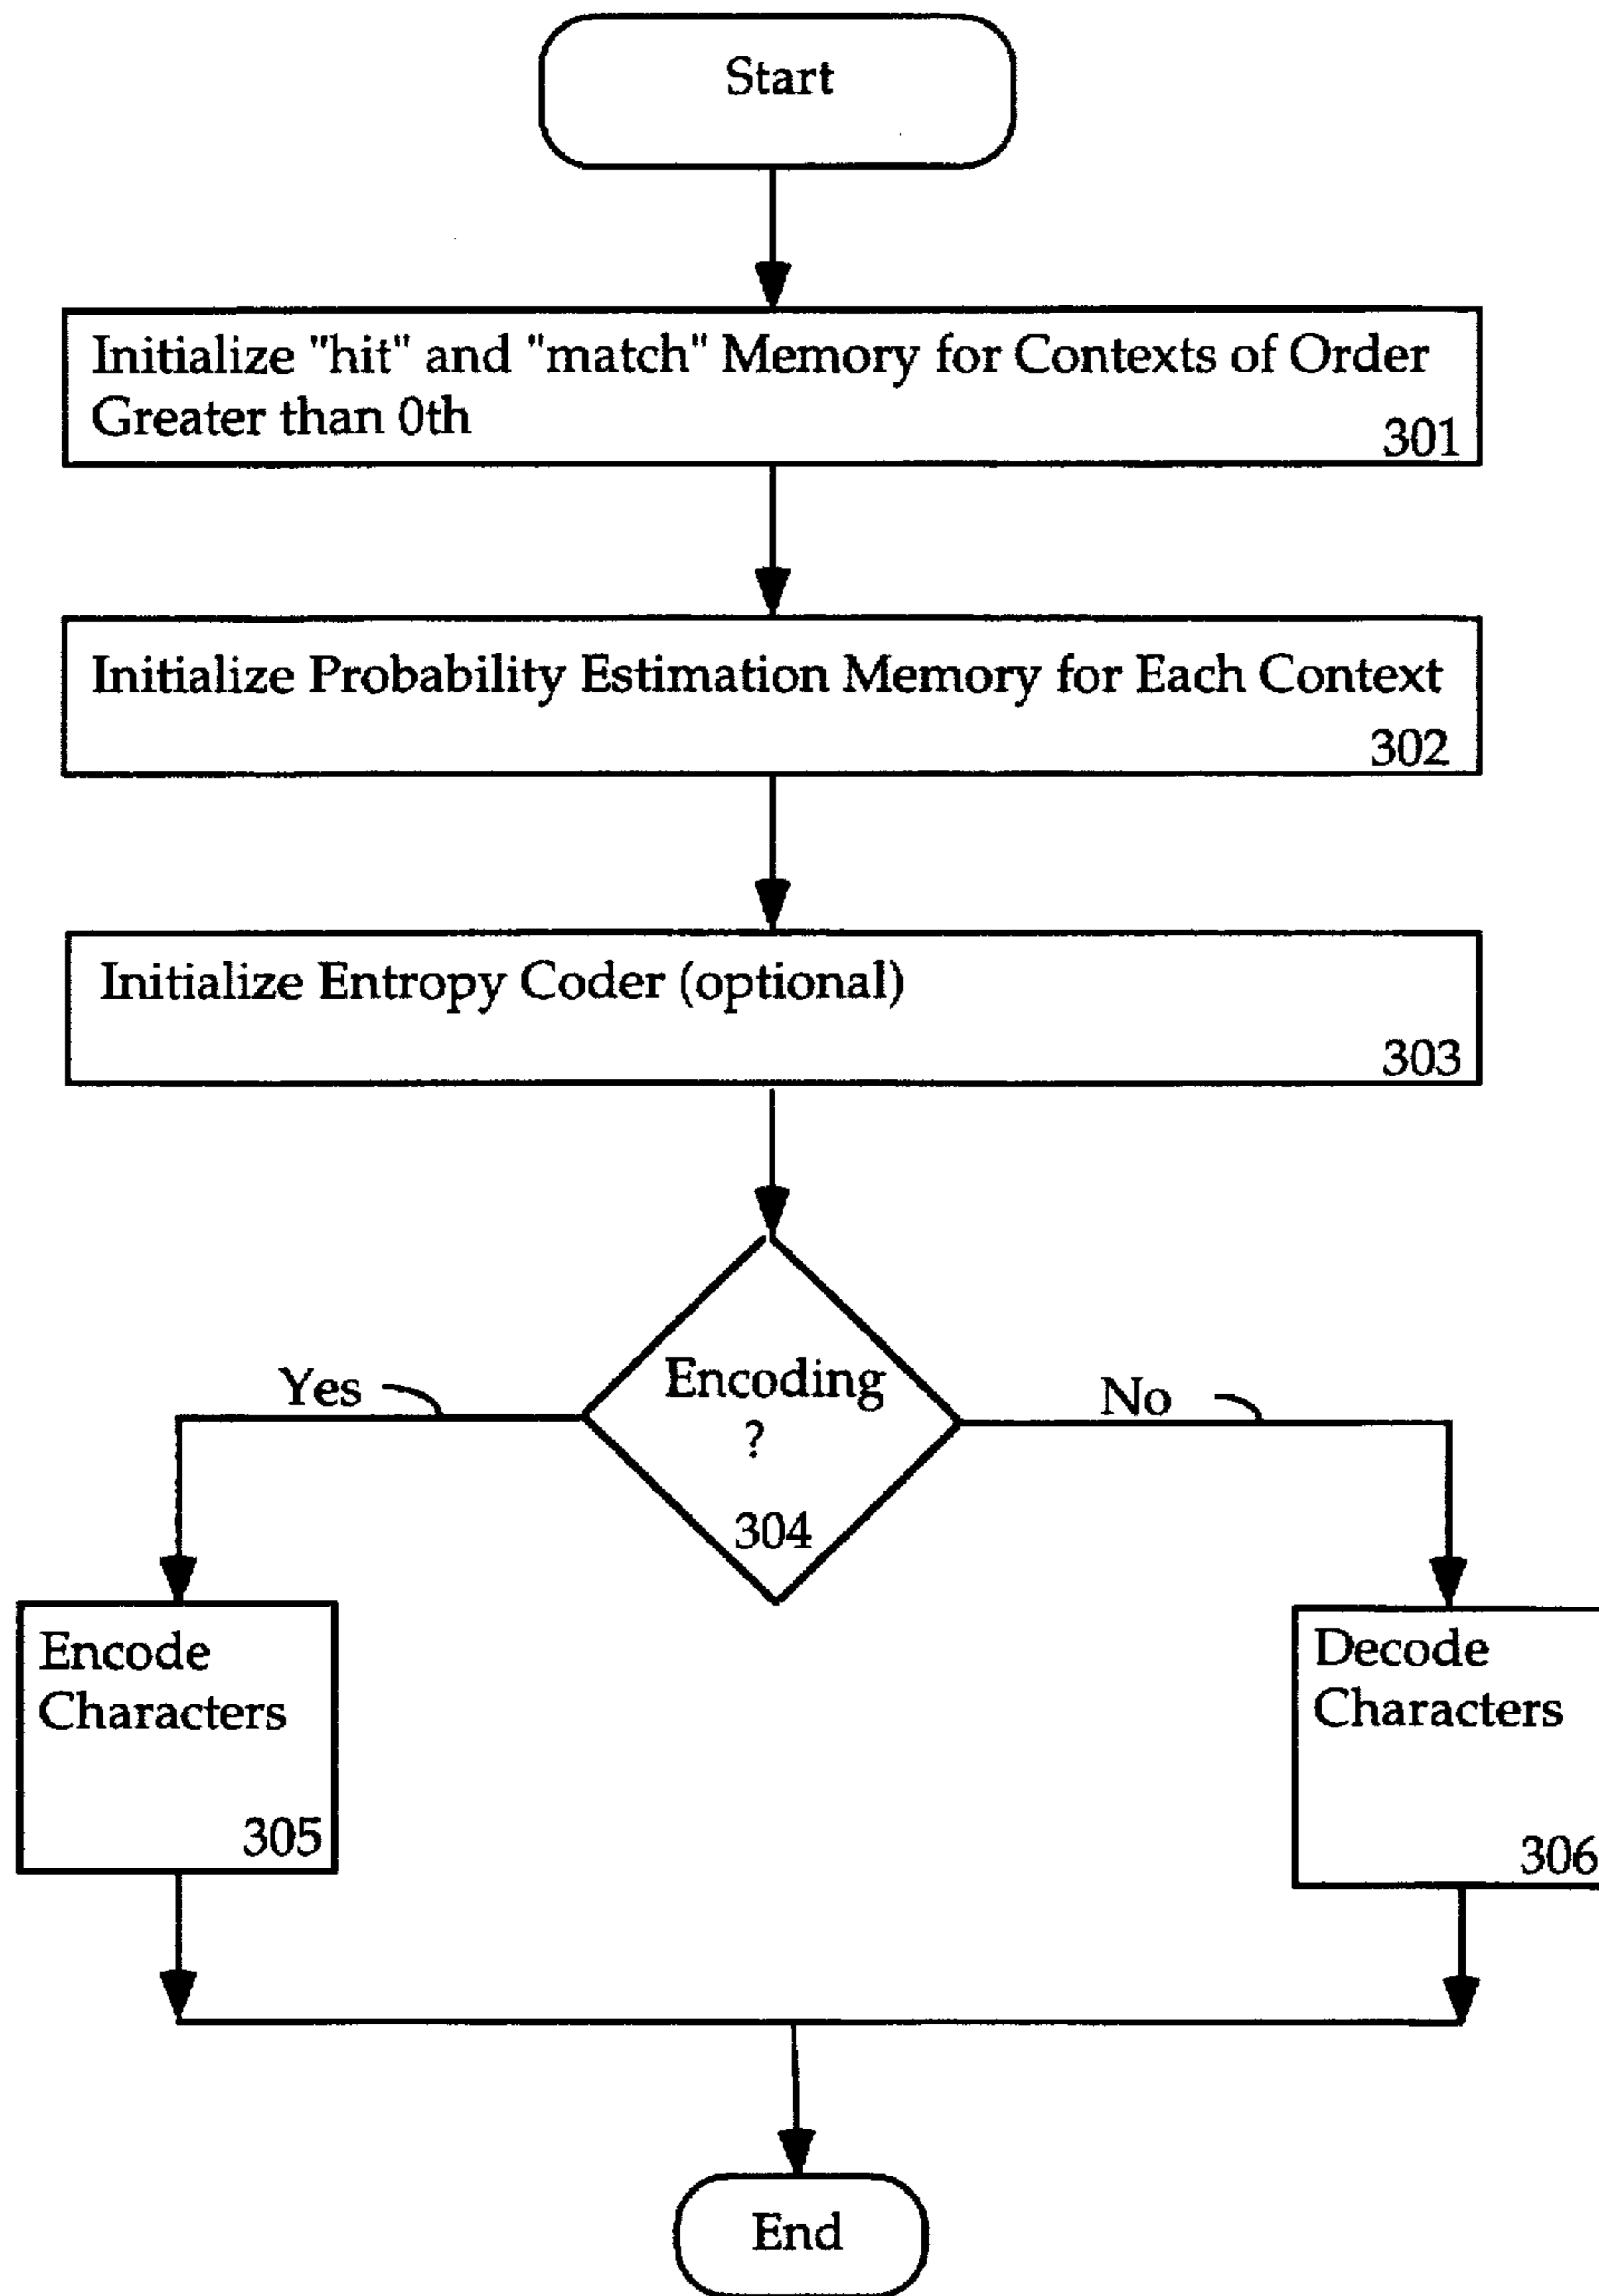 Start
Initialize "hit" and "match" Memory for Contexts of Order
Greater than 0th
301
Initialize Probability Estimation Memory for Each Context
302
Initialize Entropy Coder (optional)
303
Encoding
?
304
Yes
No
Encode
Characters
305
Decode
Characters
306
End